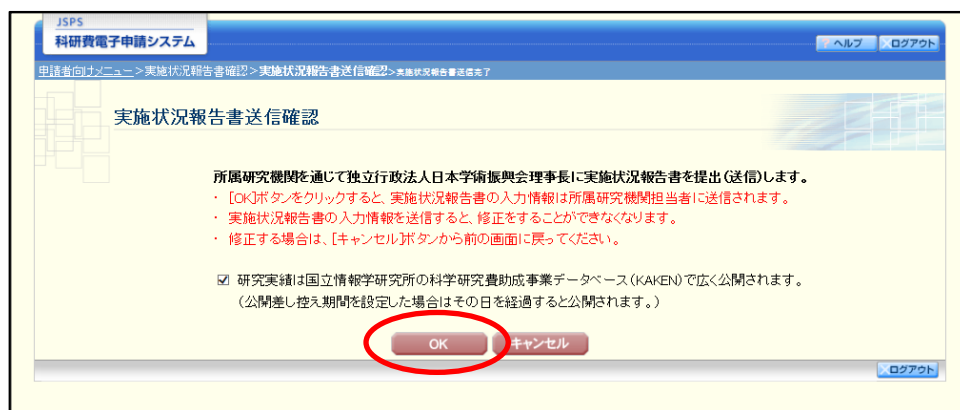 JSPS
科研費電子申請システム
? ヘルプ ×ログアウト
申請者向けメニュー>実施状況報告書確認>実施状況報告書送信確認>実施状況報告書送信完了
実施状況報告書送信確認
所属研究機関を通じて独立行政法人日本学術振興会理事長に実施状況報告書を提出(送信)します。
・ [OK]ボタンをクリックすると、実施状況報告書の入力情報は所属研究機関担当者に送信されます。
・ 実施状況報告書の入力情報を送信すると、修正をすることができなくなります。
・ 修正する場合は、[キャンセル]ボタンから前の画面に戻ってください。
研究実績は国立情報学研究所の科学研究費助成事業データベース(KAKEN)で広く公開されます。
(公開差し控え期間を設定した場合はその日を経過すると公開されます。)
OK キャンセル
×ログアウト